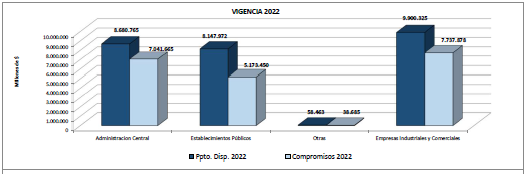 VIGENCIA 2022
Millones de $
10.000.000
9.000.000
8.000.000
7.000.000
6.000.000
5.000.000
4.000.000
3.000.000
2.000.000
1.000.000
0
8.680.765
7.041.665
8.147.972
5.173.450
58.463
38.685
9.900.325
7.737.878
Administracion Central
Establecimientos Públicos
Otras
Empresas Industriales y Comerciales
Ppto. Disp. 2022
Compromisos 2022